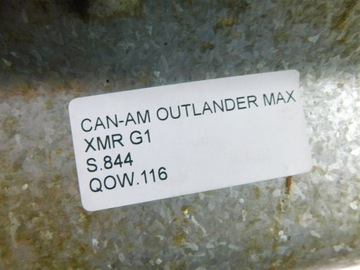 CAN-AM OUTLANDER MAX
XMR G1
S.844
QOW.116